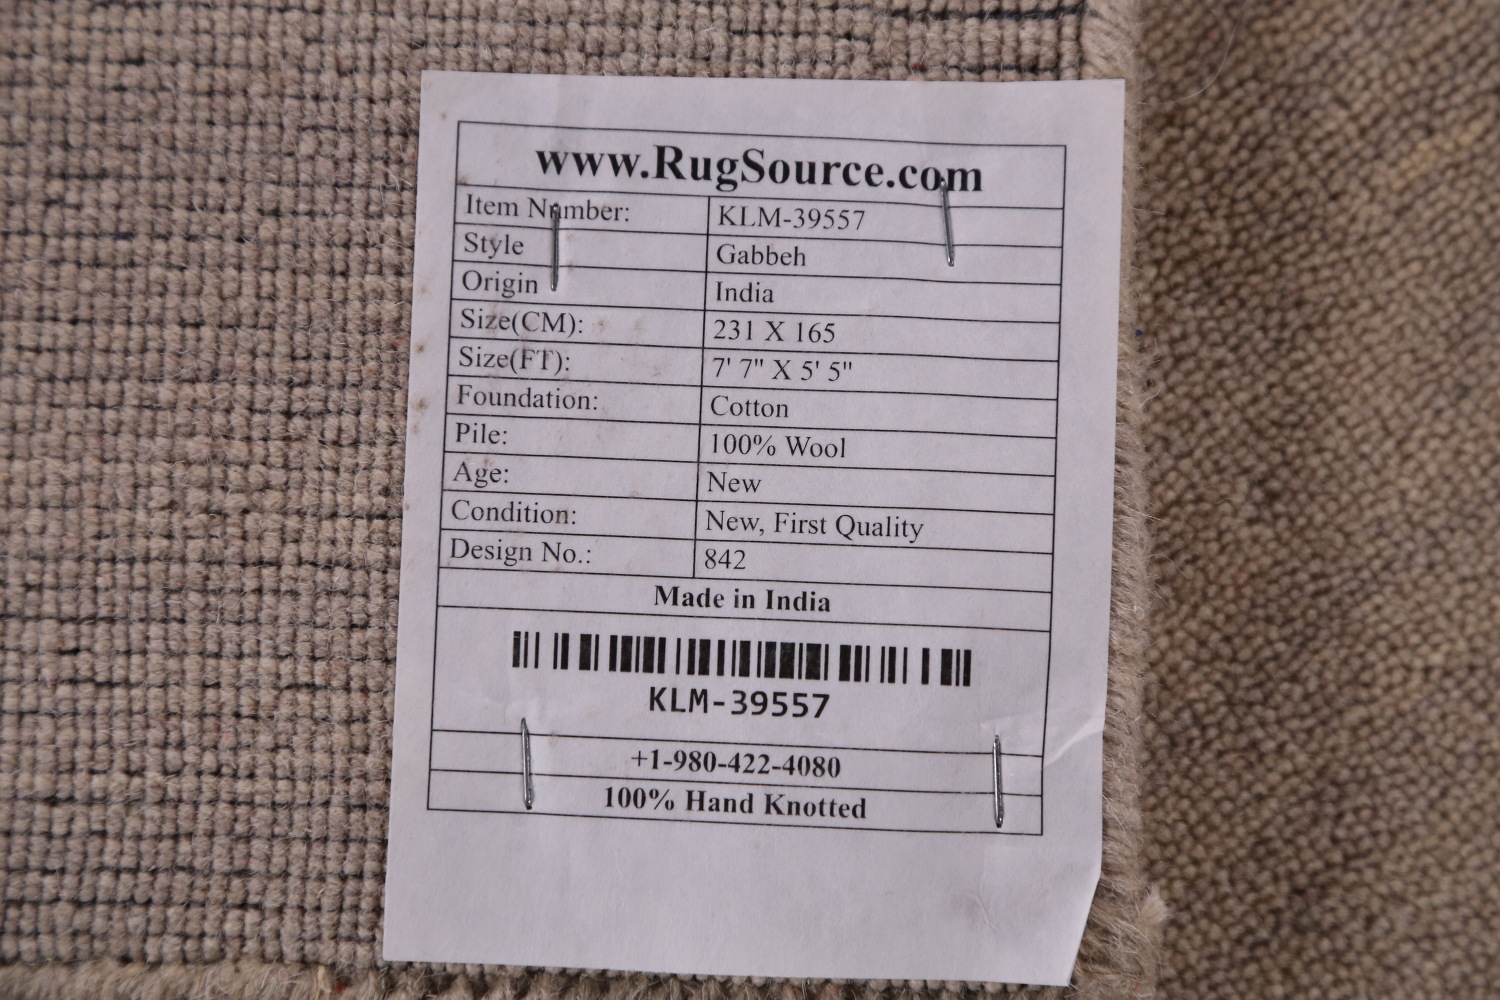 www.RugSource.com
Item Number: KLM-39557
Style Gabbeh
Origin India
Size(CM): 231 X 165
Size(FT): 7' 7" X 5' 5"
Foundation: Cotton
Pile: 100% Wool
Age: New
Condition: New, First Quality
Design No.: 842
Made in India
KLM-39557
+1-980-422-4080
100% Hand Knotted